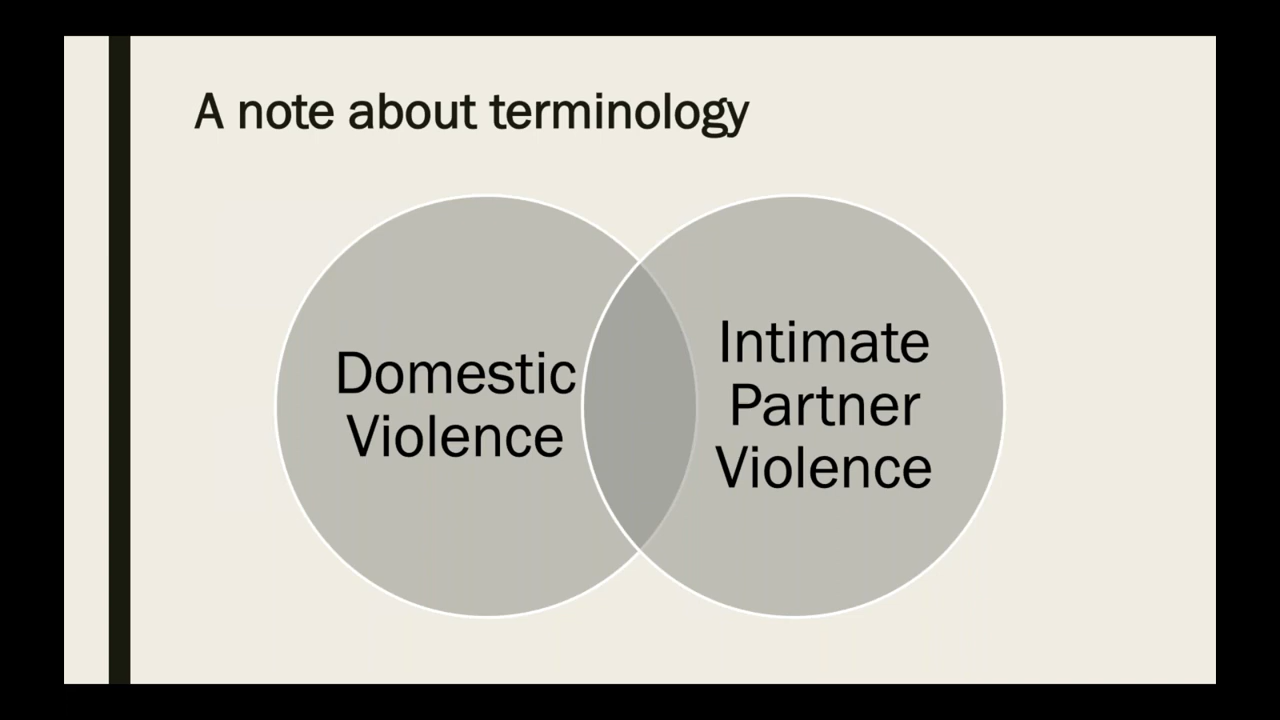 A note about terminology
Domestic
Violence
Intimate
Partner
Violence